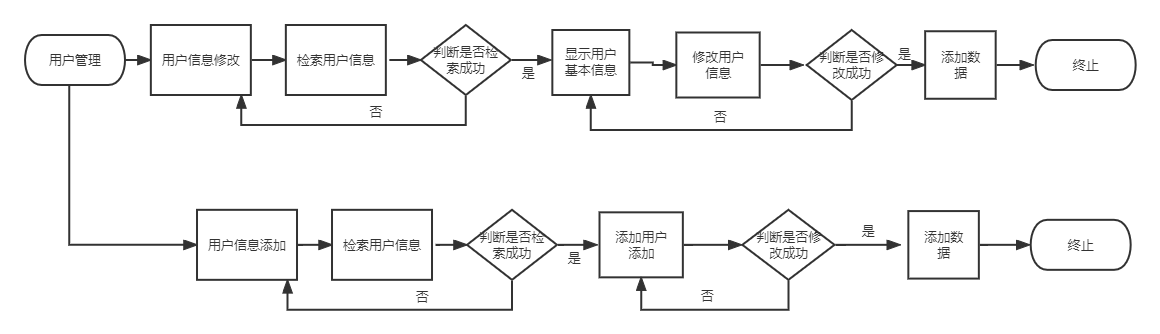 用户管理
用户信息修改
检索用户信息
判断是否检
索成功
是
否
显示用户
基本信息
修改用户
信息
判断是否修
改成功
是
否
添加数
据
终止
用户信息添加
检索用户信息
判断是否检
索成功
是
否
添加用户
添加
判断是否修
改成功
是
否
添加数
据
终止